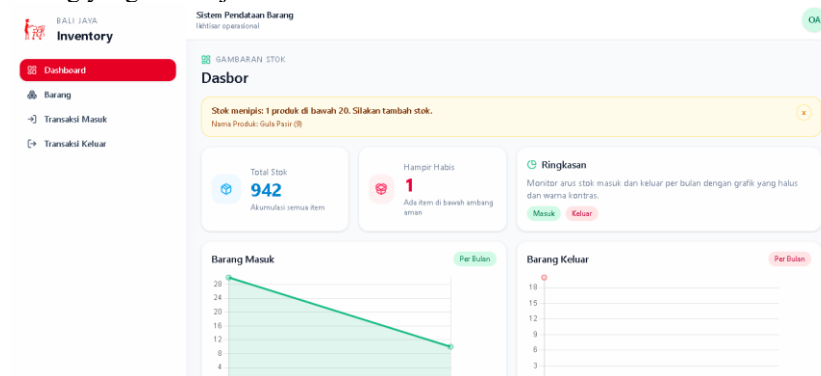 BALI JAYA
Inventory
Dashboard
Barang
Transaksi Masuk
Transaksi Keluar
Sistem Pendataan Barang
Ikhtisar operasional
OA
GAMBARAN STOK
Dasbor
Stok menipis: 1 produk di bawah 20. Silakan tambah stok.
Nama Produk: Gula Pasir (9)
x
Total Stok
942
Akumulasi semua item
Hampir Habis
1
Ada item di bawah ambang
aman
Ringkasan
Monitor arus stok masuk dan keluar per bulan dengan grafik yang halus
dan warna kontras.
Masuk Keluar
Barang Masuk
Per Bulan
28
24
20
16
12
8
4
Barang Keluar
Per Bulan
18
15
12
9
6
3